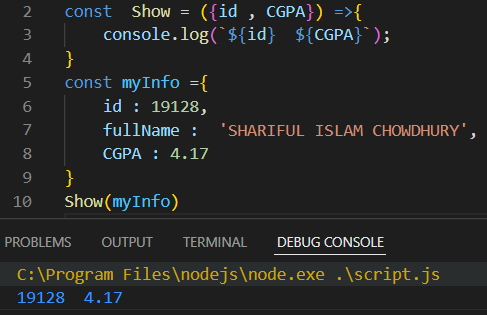 2 const  Show = ({id , CGPA}) =>{
3     console.log(`${id}  ${CGPA}`);
4 }
5 const myInfo ={
6     id : 19128,
7     fullName :  'SHARIFUL ISLAM CHOWDHURY',
8     CGPA : 4.17
9 }
10 Show(myInfo)
PROBLEMS OUTPUT TERMINAL DEBUG CONSOLE
C:\Program Files\nodejs\node.exe .\script.js
19128  4.17